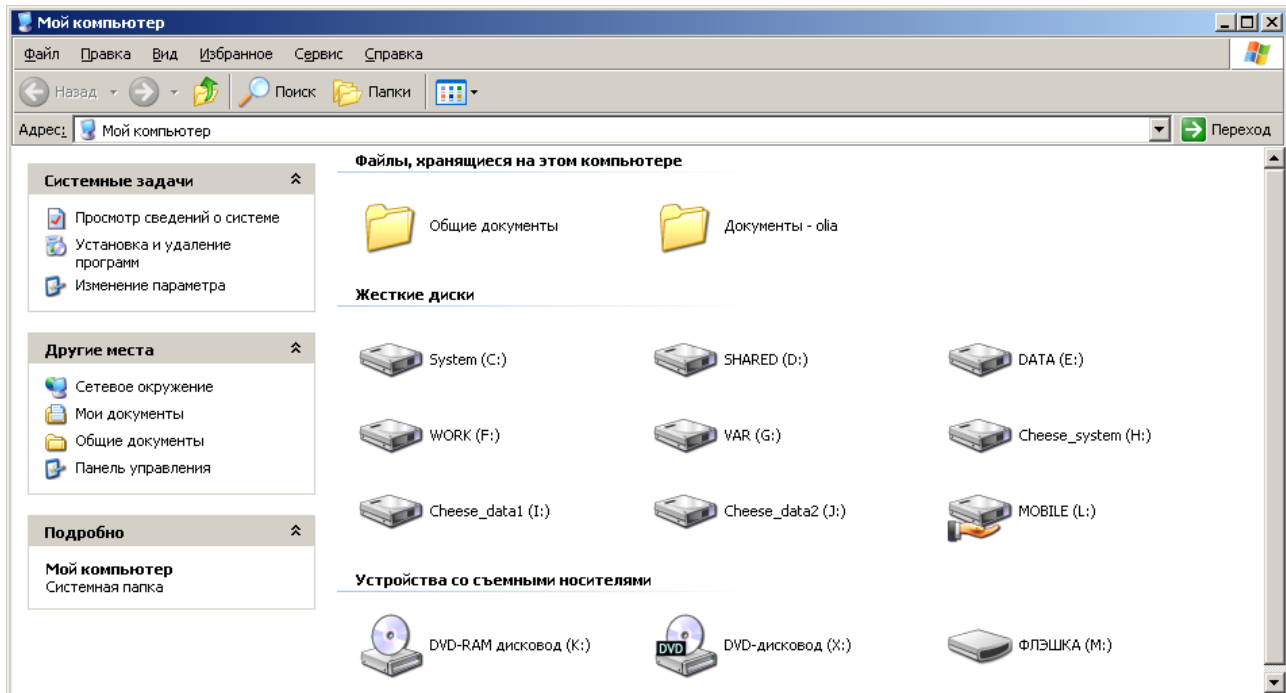 Мой компьютер
Файл Правка Вид Избранное Сервис Справка
Назад Поиск Папки
Адрес: Мой компьютер Переход
Системные задачи
Просмотр сведений о системе
Установка и удаление
программ
Изменение параметра
Другие места
Сетевое окружение
Мои документы
Общие документы
Панель управления
Подробно
Мой компьютер
Системная папка
Файлы, хранящиеся на этом компьютере
Общие документы
Документы - olia
Жесткие диски
System (C:)
SHARED (D:)
DATA (E:)
WORK (F:)
VAR (G:)
Cheese_system (H:)
Cheese_data1 (I:)
Cheese_data2 (J:)
MOBILE (L:)
Устройства со съемными носителями
DVD-RAM дисковод (K:)
DVD
DVD-дисковод (X:)
ФЛЭШКА (M:)